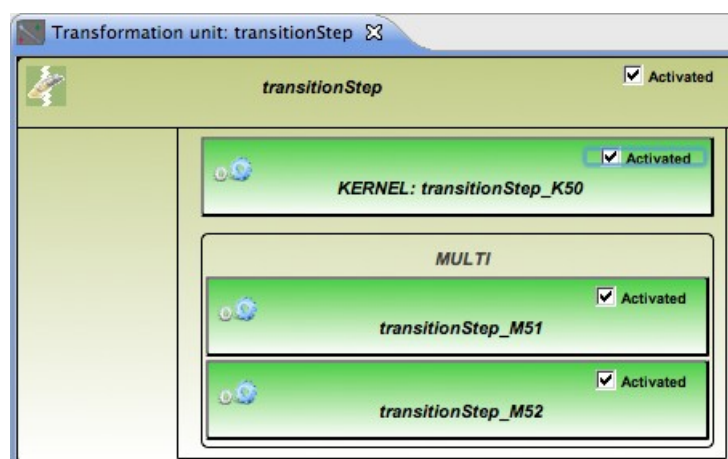 Transformation unit: transitionStep
transitionStep
Activated
Activated
KERNEL: transitionStep_K50
MULTI
Activated
transitionStep_M51
Activated
transitionStep_M52